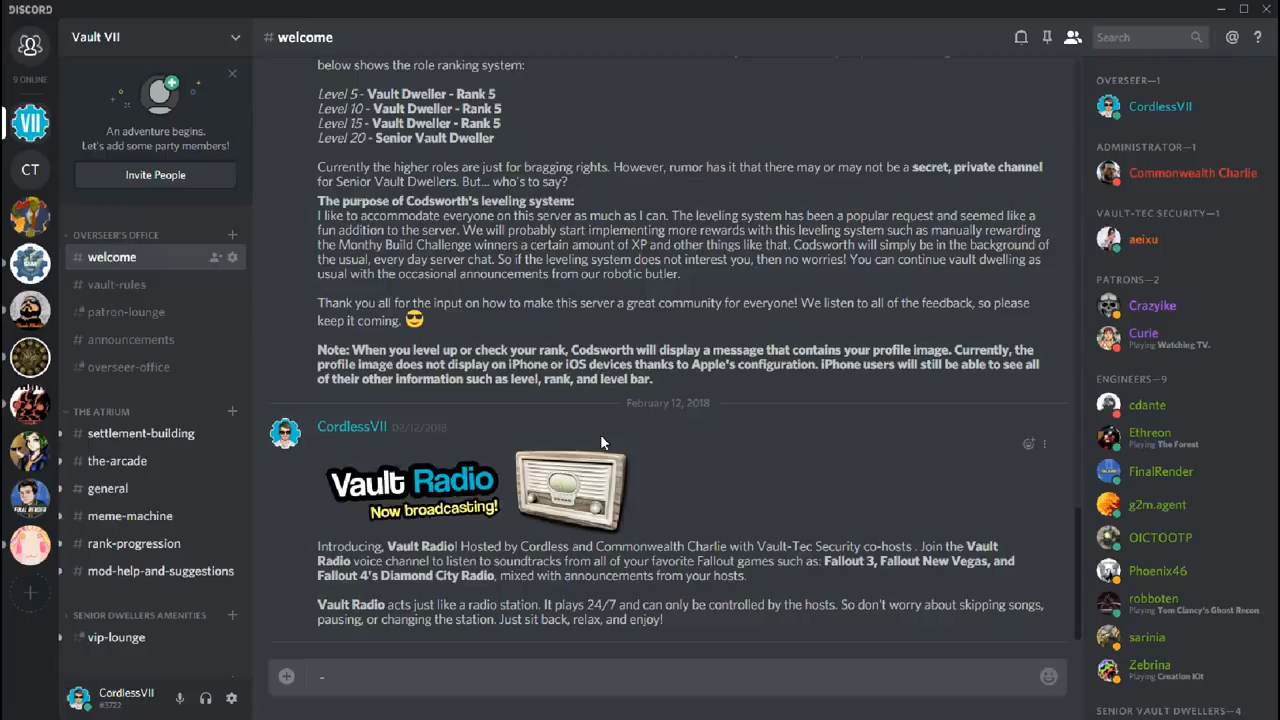 DISCORD
9 ONLINE
VII
CT
Vault VII
An adventure begins.
Let's add some party members!
Invite People
OVERSEER'S OFFICE
# welcome
# vault-rules
patron-lounge
# announcements
overseer-office
THE ATRIUM
# settlement-building
# the-arcade
# general
# meme-machine
# rank-progression
# mod-help-and-suggestions
SENIOR DWELLERS AMENITIES
# vip-lounge
CordlessVII
#3722
# welcome
Search
@ ?
below shows the role ranking system:
Level 5 - Vault Dweller - Rank 5
Level 10 - Vault Dweller - Rank 5
Level 15 - Vault Dweller - Rank 5
Level 20 - Senior Vault Dweller
Currently the higher roles are just for bragging rights. However, rumor has it that there may or may not be a secret, private channel
for Senior Vault Dwellers. But... who's to say?
The purpose of Codsworth's leveling system:
I like to accommodate everyone on this server as much as I can. The leveling system has been a popular request and seemed like a
fun addition to the server. We will probably start implementing more rewards with this leveling system such as manually rewarding
the Monthy Build Challenge winners a certain amount of XP and other things like that. Codsworth will simply be in the background of
the usual, every day server chat. So if the leveling system does not interest you, then no worries! You can continue vault dwelling as
usual with the occasional announcements from our robotic butler.
Thank you all for the input on how to make this server a great community for everyone! We listen to all of the feedback, so please
keep it coming. 😎
Note: When you level up or check your rank, Codsworth will display a message that contains your profile image. Currently, the
profile image does not display on iPhone or iOS devices thanks to Apple's configuration. iPhone users will still be able to see all
of their other information such as level, rank, and level bar.
February 12, 2018
CordlessVII 02/12/2018
Vault Radio
Now broadcasting!
Introducing, Vault Radio! Hosted by Cordless and Commonwealth Charlie with Vault-Tec Security co-hosts . Join the Vault
Radio voice channel to listen to soundtracks from all of your favorite Fallout games such as: Fallout 3, Fallout New Vegas, and
Fallout 4's Diamond City Radio, mixed with announcements from your hosts.
Vault Radio acts just like a radio station. It plays 24/7 and can only be controlled by the hosts. So don't worry about skipping songs,
pausing, or changing the station. Just sit back, relax, and enjoy!
OVERSEER—1
CordlessVII
ADMINISTRATOR—1
Commonwealth Charlie
VAULT-TEC SECURITY—1
aeixu
PATRONS—2
Crazyike
Curie
Playing Watching TV.
ENGINEERS—9
cdante
Ethreon
Playing The Forest
FinalRender
g2m.agent
OICTOOTP
Phoenix46
robboten
Playing Tom Clancy's Ghost Recon
sarinia
Zebrina
Playing Creation Kit
SENIOR VAULT DWELLERS—4